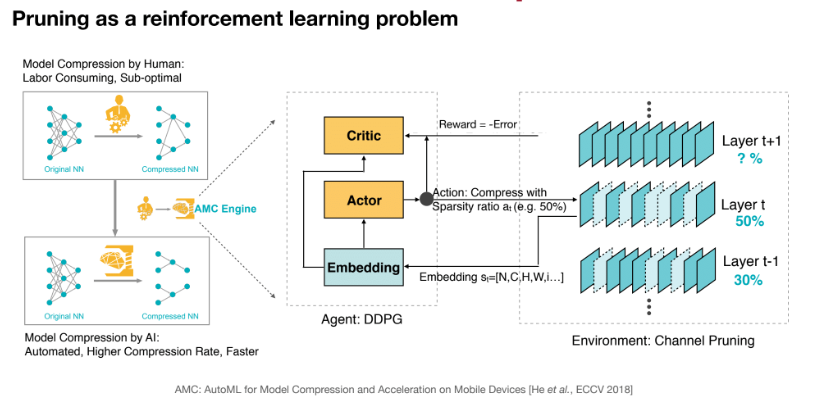 Pruning as a reinforcement learning problem
Model Compression by Human:
Labor Consuming, Sub-optimal
Original NN
Compressed NN
AMC Engine
Original NN
Compressed NN
Model Compression by AI:
Automated, Higher Compression Rate, Faster
Critic
Actor
Embedding
Agent: DDPG
Reward = -Error
Action: Compress with
Sparsity ratio at (e.g. 50%)
Embedding st=[N,C,H,W,i…]
Layer t+1
? %
Layer t
50%
Layer t-1
30%
Environment: Channel Pruning
AMC: AutoML for Model Compression and Acceleration on Mobile Devices [He et al., ECCV 2018]